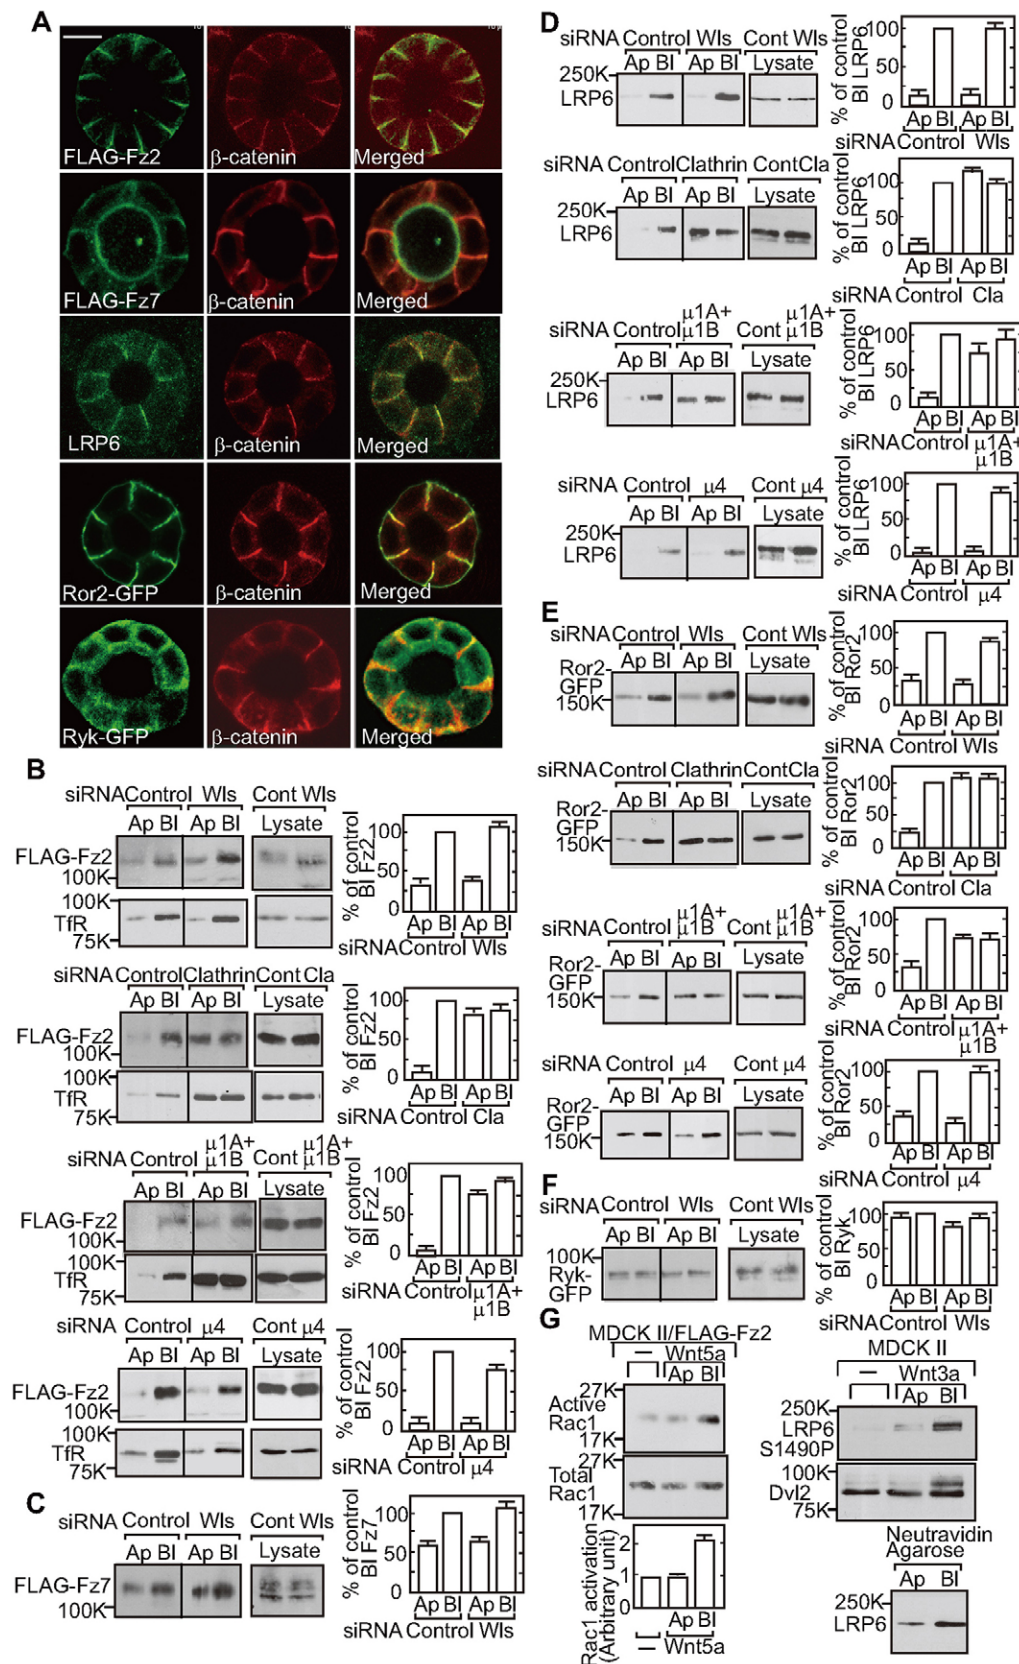 A
FLAG-Fz2 β-catenin Merged
FLAG-Fz7 β-catenin Merged
LRP6 β-catenin Merged
Ror2-GFP β-catenin Merged
Ryk-GFP β-catenin Merged
B
siRNA Control Wls Cont Wls
Ap Bl Ap Bl Lysate
FLAG-Fz2
100K
TfR
75K
% of control
Bl Fz2
100
50
0
Ap Bl Ap Bl
siRNA Control Wls
siRNA Control Clathrin Cont Cla
Ap Bl Ap Bl Lysate
FLAG-Fz2
100K
100K
TfR
75K
% of control
Bl Fz2
100
50
0
Ap Bl Ap Bl
siRNA Control Cla
μ1A+ μ1A+
siRNA Control μ1B Cont μ1B
Ap Bl Ap Bl Lysate
FLAG-Fz2
100K
100K
TfR
75K
% of control
Bl Fz2
100
50
0
Ap Bl Ap Bl
siRNA Control μ1A+
μ1B
siRNA Control μ4 Cont μ4
Ap Bl Ap Bl Lysate
FLAG-Fz2
100K
100K
TfR
75K
% of control
Bl Fz2
100
50
0
Ap Bl Ap Bl
siRNA Control μ4
C
siRNA Control Wls Cont Wls
Ap Bl Ap Bl Lysate
FLAG-Fz7
100K
% of control
Bl Fz7
100
50
0
Ap Bl Ap Bl
siRNA Control Wls
D
siRNA Control Wls Cont Wls
Ap Bl Ap Bl Lysate
250K
LRP6
% of control
Bl LRP6
100
50
0
Ap Bl Ap Bl
siRNA Control Wls
siRNA Control Clathrin Cont Cla
Ap Bl Ap Bl Lysate
250K
LRP6
% of control
Bl LRP6
100
50
0
Ap Bl Ap Bl
siRNA Control Cla
μ1A+ μ1A+
siRNA Control μ1B Cont μ1B
Ap Bl Ap Bl Lysate
250K
LRP6
% of control
Bl LRP6
100
50
0
Ap Bl Ap Bl
siRNA Control μ1A+
μ1B
siRNA Control μ4 Cont μ4
Ap Bl Ap Bl Lysate
250K
LRP6
% of control
Bl LRP6
100
50
0
Ap Bl Ap Bl
siRNA Control μ4
E
siRNA Control Wls Cont Wls
Ap Bl Ap Bl Lysate
Ror2-
GFP
150K
% of control
Bl Ror2
100
50
0
Ap Bl Ap Bl
siRNA Control Wls
siRNA Control Clathrin Cont Cla
Ap Bl Ap Bl Lysate
Ror2-
GFP
150K
% of control
Bl Ror2
100
50
0
Ap Bl Ap Bl
siRNA Control Cla
μ1A+ μ1A+
siRNA Control μ1B Cont μ1B
Ap Bl Ap Bl Lysate
Ror2-
GFP
150K
% of control
Bl Ror2
100
50
0
Ap Bl Ap Bl
siRNA Control μ1A+
μ1B
siRNA Control μ4 Cont μ4
Ap Bl Ap Bl Lysate
Ror2-
GFP
150K
% of control
Bl Ror2
100
50
0
Ap Bl Ap Bl
siRNA Control μ4
F
siRNA Control Wls Cont Wls
Ap Bl Ap Bl Lysate
100K
Ryk-
GFP
% of control
Bl Ryk
100
50
0
Ap Bl Ap Bl
siRNA Control Wls
G
MDCK II/FLAG-Fz2
– Wnt5a
Ap Bl
27K
Active
Rac1
17K
27K
Total
Rac1
17K
Rac1 activation
(Arbitrary unit)
2
1
0
Ap Bl
– Wnt5a
MDCK II
– Wnt3a
Ap Bl
250K
LRP6
S1490P
100K
Dvl2
75K
Neutravidin
Agarose
Ap Bl
250K
LRP6